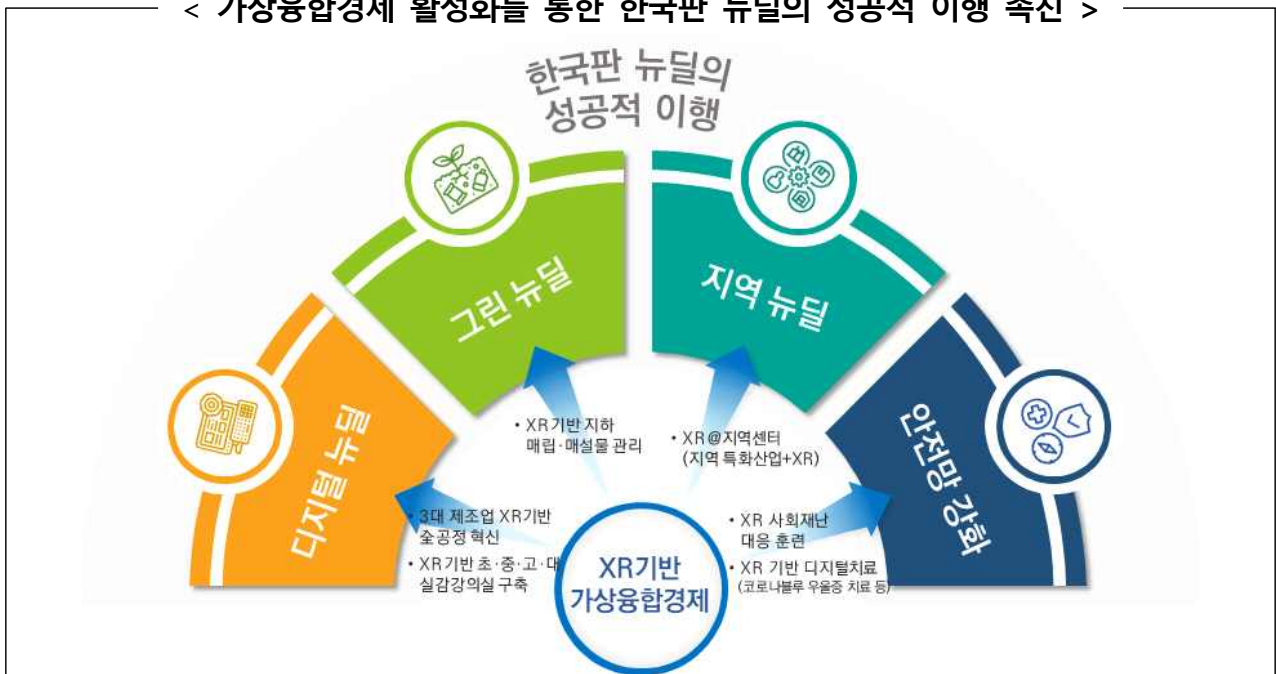 < 가상융합경제 활성화를 통한 한국판 뉴딜의 성공적 이행 촉진 >
한국판 뉴딜의
성공적 이행
디지털 뉴딜
그린 뉴딜
지역 뉴딜
안전망 강화
• XR기반 지하
매립·매설물 관리
• XR@지역센터
(지역 특화산업+XR)
• 3대 제조업 XR기반
全공정 혁신
• XR기반 초·중·고·대
실감강의실 구축
• XR 사회재난
대응 훈련
• XR 기반 디지털치료
(코로나블루 우울증 치료 등)
XR기반
가상융합경제